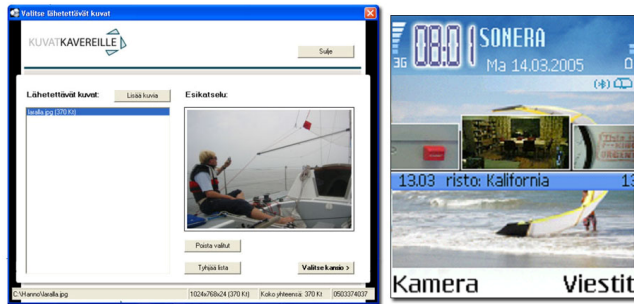 Valitse lähetettävät kuvat
KUVATKAVEREILLE
Sulje
Lähetettävät kuvat:
Lisää kuvia
Esikatselu:
laralla.jpg (370 Kt)
Poista valitut
Tyhjää lista
Valitse kansio >
C:\Hanno\laralla.jpg
1024x768x24 (370 Kt)
Koko yhteensä: 370 Kt
0503374037
08:01
SONERA
3G
Ma 14.03.2005
13.03 risto: Kalifornia
13
Kamera
Viestit